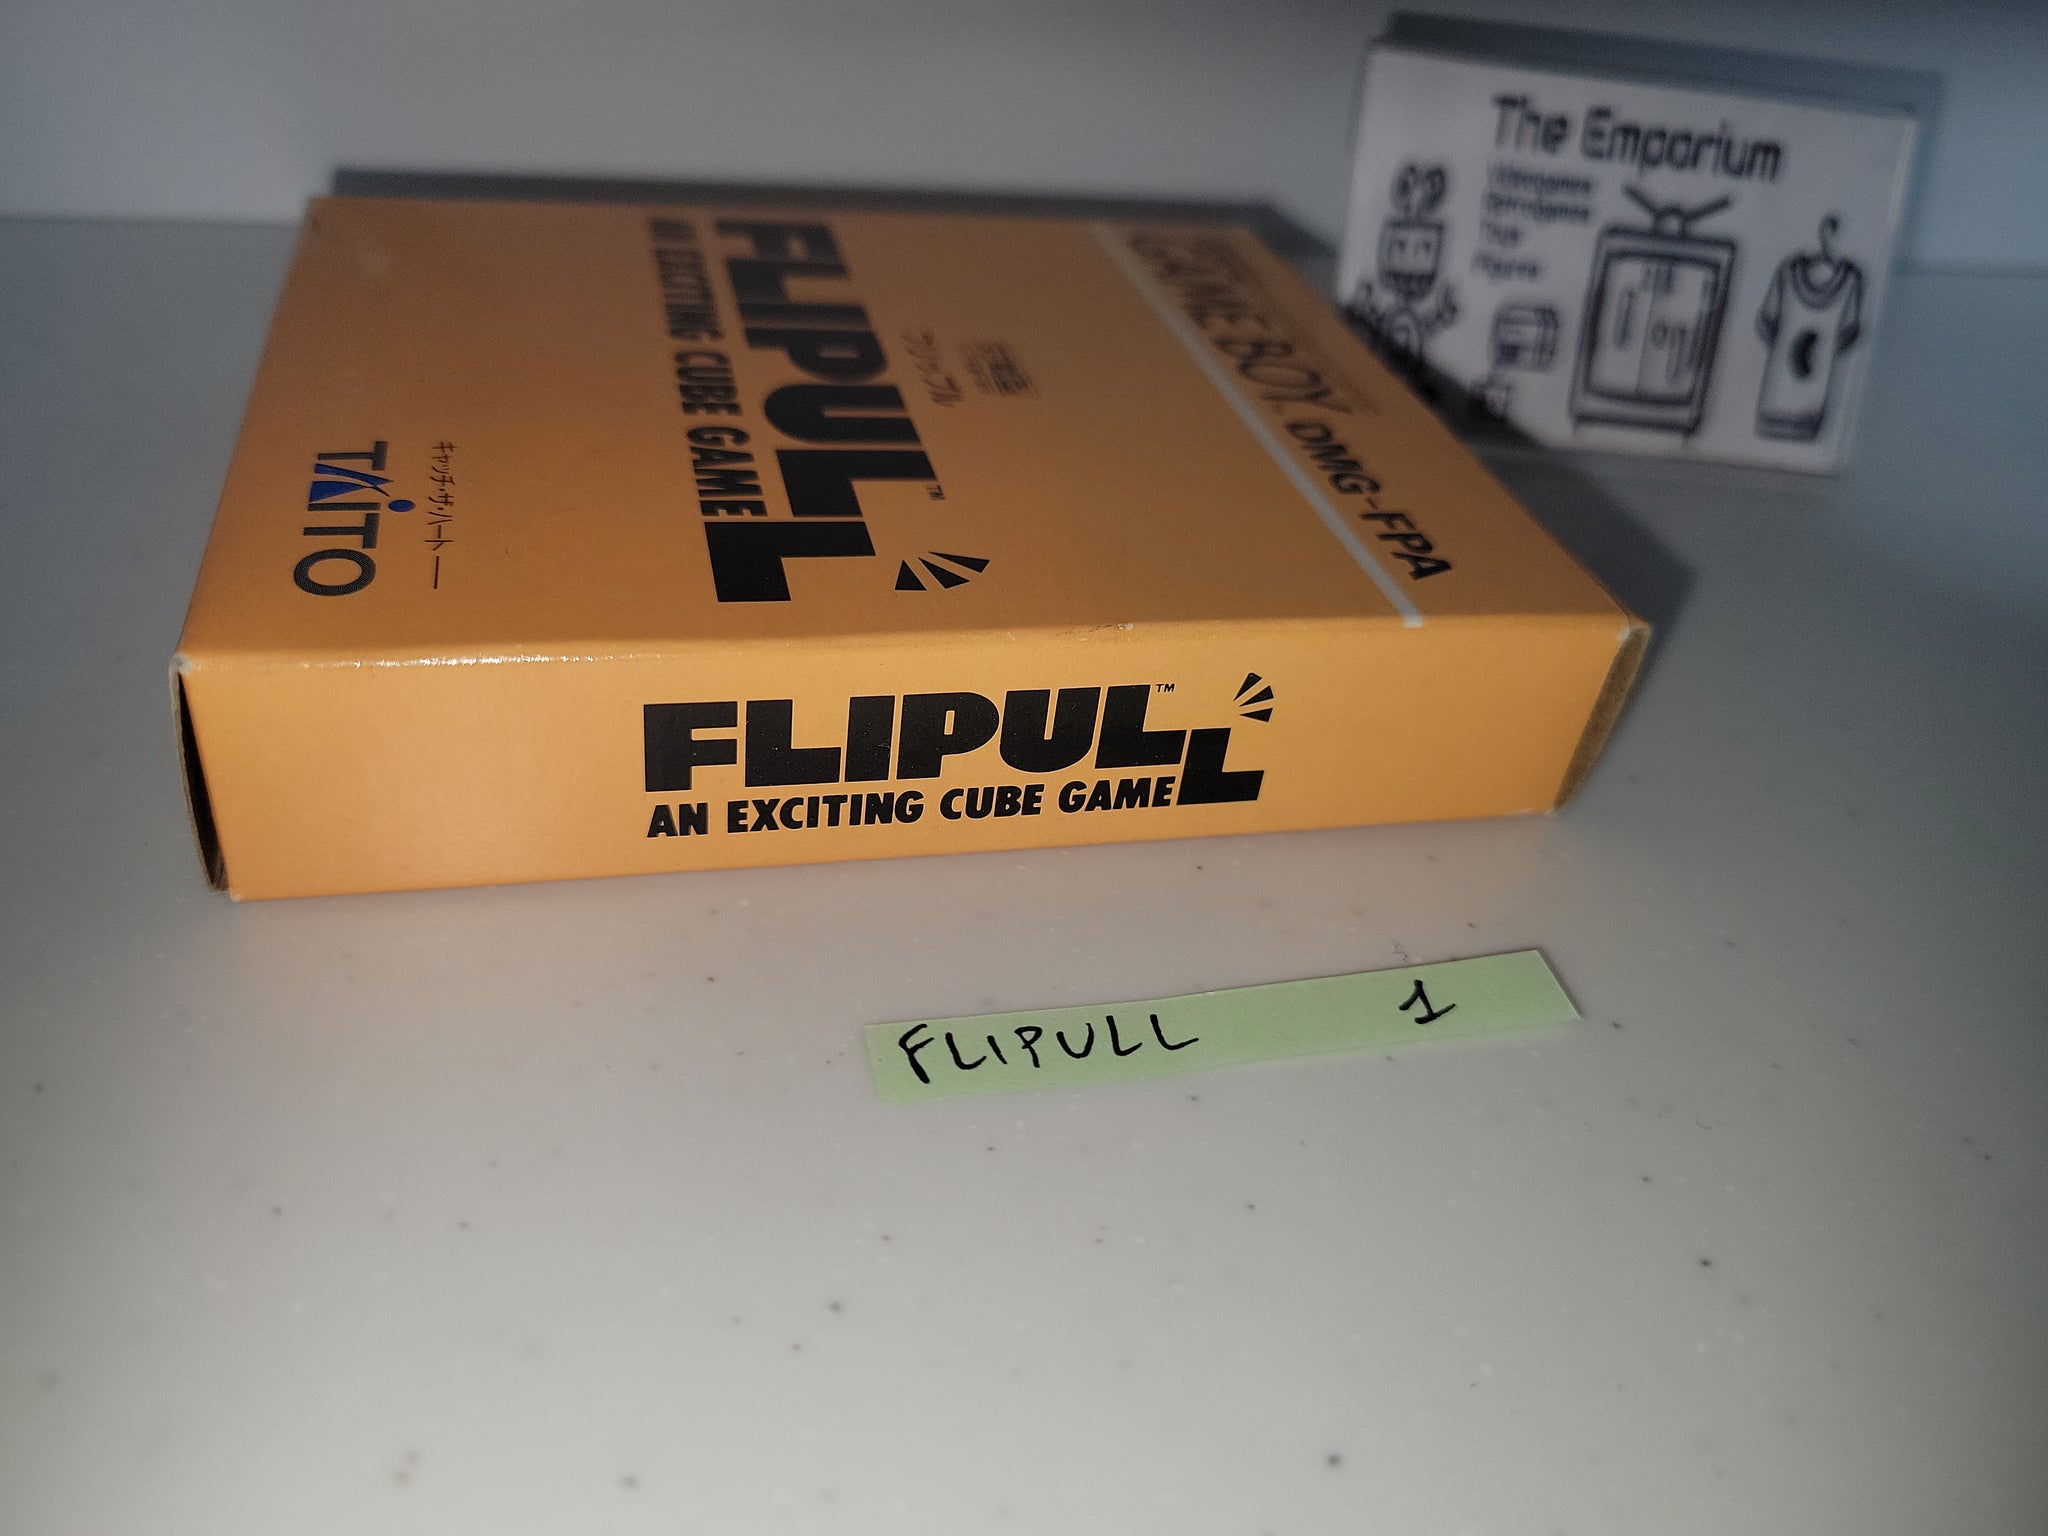 The Emporium
GAME BOY DMG-FPA
フリップル
FLIPULL™
AN EXCITING CUBE GAME
キャッチ・ザ・ハート
TAITO
FLIPULL™
AN EXCITING CUBE GAME
FLIPULL 1